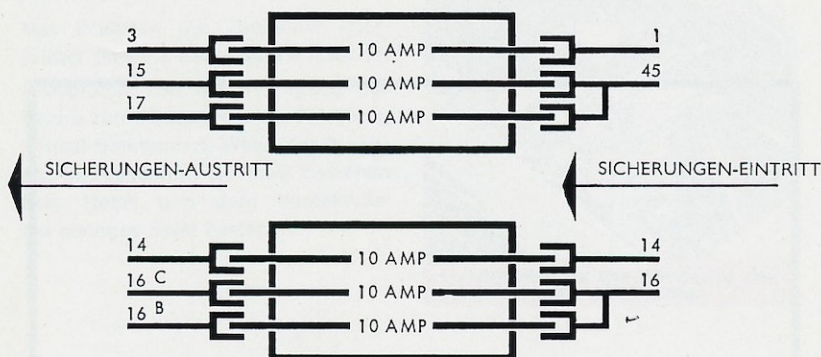 3 10 AMP 1
15 10 AMP 45
17 10 AMP
SICHERUNGEN-AUSTRITT SICHERUNGEN-EINTRITT
14 10 AMP 14
16 C 10 AMP 16
16 B 10 AMP